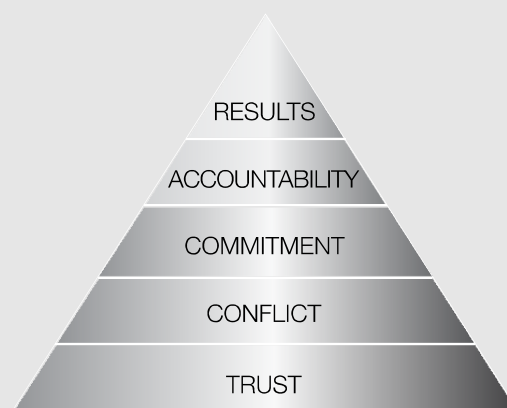 RESULTS
ACCOUNTABILITY
COMMITMENT
CONFLICT
TRUST